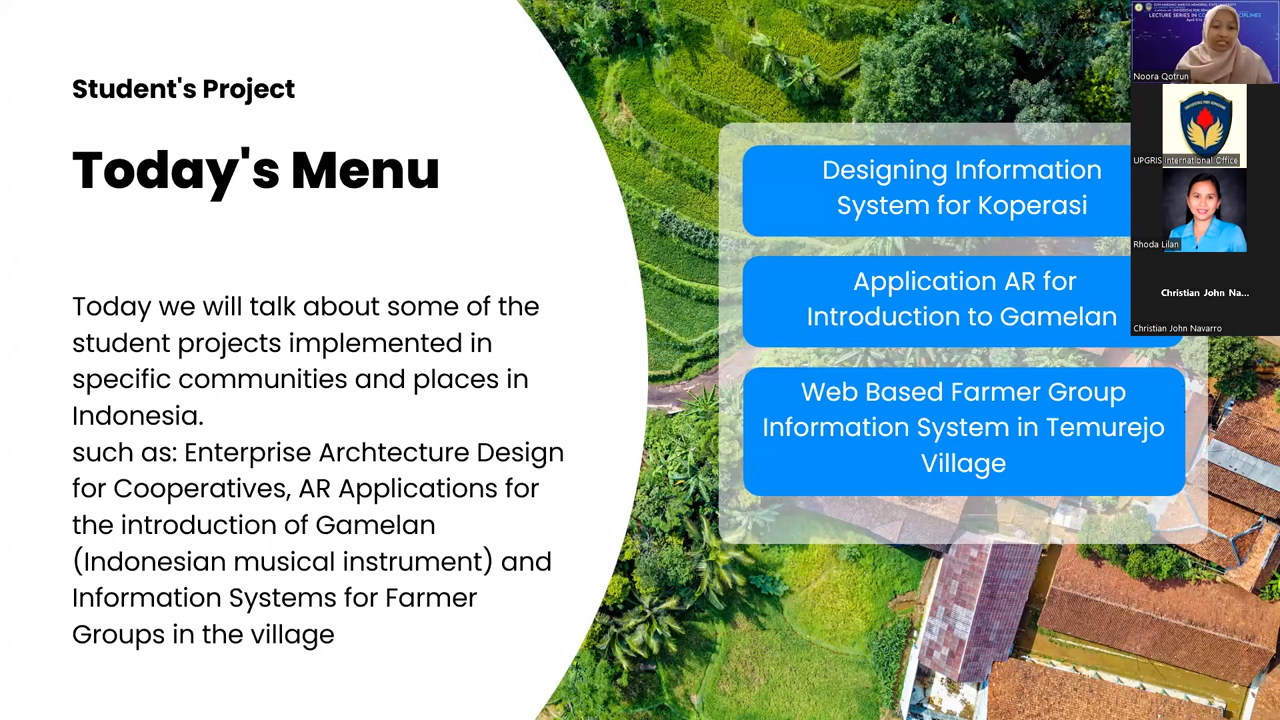 Student's Project
Today's Menu
Today we will talk about some of the
student projects implemented in
specific communities and places in
Indonesia.
such as: Enterprise Archtecture Design
for Cooperatives, AR Applications for
the introduction of Gamelan
(Indonesian musical instrument) and
Information Systems for Farmer
Groups in the village
Designing Information
System for Koperasi
Application AR for
Introduction to Gamelan
Web Based Farmer Group
Information System in Temurejo
Village
LECTURE SERIES IN
Noora Qotrun
UPGRIS International Office
Rhoda Lilan
Christian John Na...
Christian John Navarro